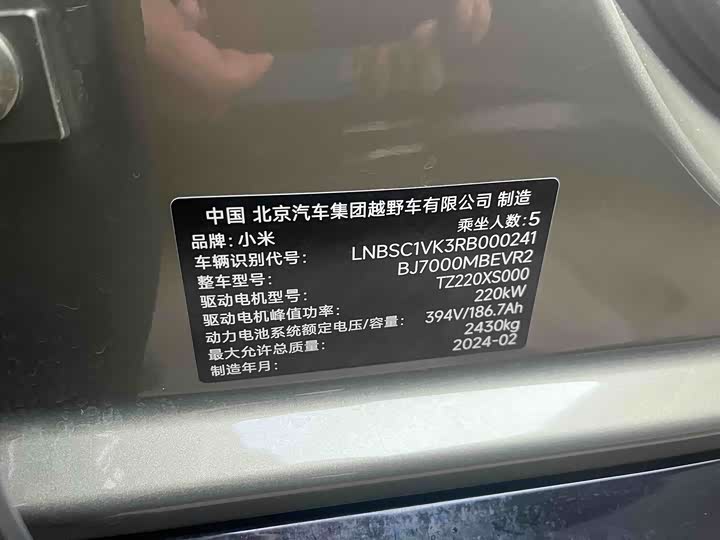 中国 北京汽车集团越野车有限公司 制造
品牌：小米 乘坐人数：5
车辆识别代号： LNBSC1VK3RB000241
整车型号： BJ7000MBEVR2
驱动电机型号： TZ220XS000
驱动电机峰值功率： 220kW
动力电池系统额定电压/容量： 394V/186.7Ah
最大允许总质量： 2430kg
制造年月： 2024-02